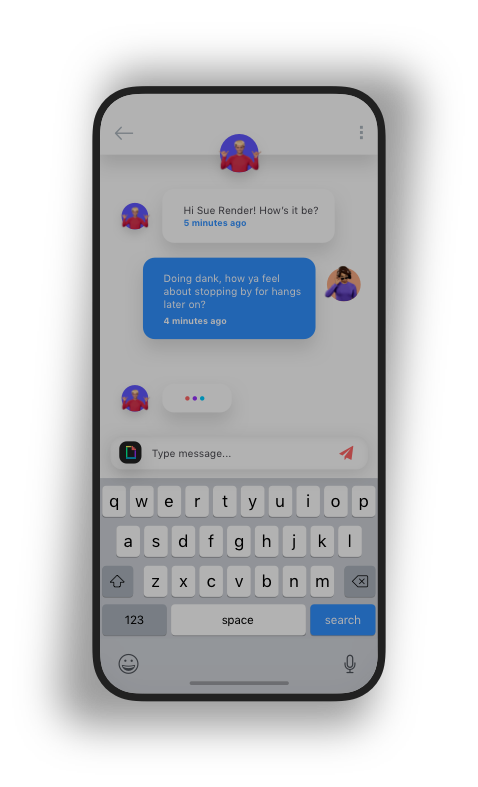 Hi Sue Render! How's it be?
5 minutes ago
Doing dank, how ya feel
about stopping by for hangs
later on?
4 minutes ago
Type message...
q w e r t y u i o p
a s d f g h j k l
z x c v b n m
123 space search